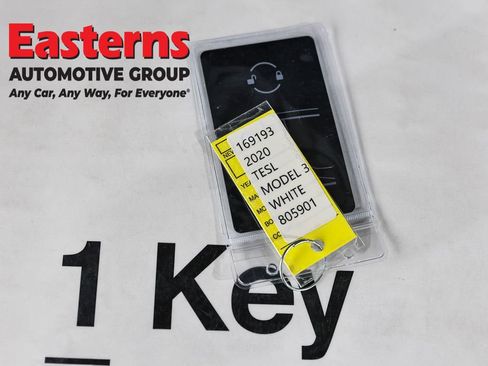 Easterns
AUTOMOTIVE GROUP
Any Car, Any Way, For Everyone®
169193
2020
TESL
MODEL 3
WHITE
805901
1 Key